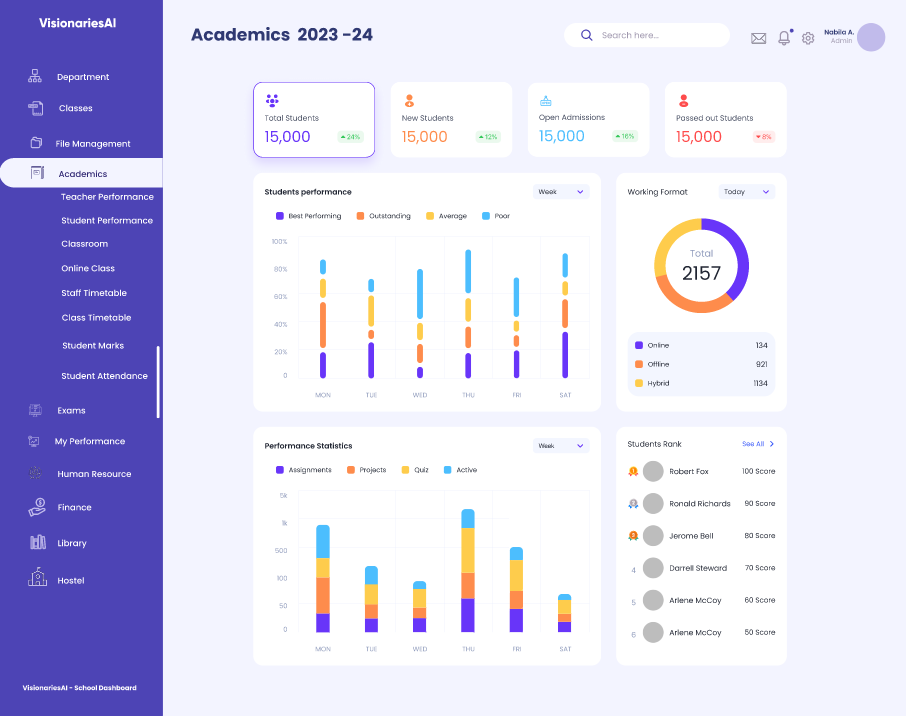 VisionariesAI
Department
Classes
File Management
Academics
Teacher Performance
Student Performance
Classroom
Online Class
Staff Timetable
Class Timetable
Student Marks
Student Attendance
Exams
My Performance
Human Resource
Finance
Library
Hostel
VisionariesAI - School Dashboard
Academics 2023 -24
Search here...
Nabila A.
Admin
Total Students
15,000
24%
New Students
15,000
12%
Open Admissions
15,000
16%
Passed out Students
15,000
8%
Students performance
Week
Best Performing Outstanding Average Poor
100%
80%
60%
40%
20%
0
MON TUE WED THU FRI SAT
Working Format
Today
Total
2157
Online 134
Offline 921
Hybrid 1134
Performance Statistics
Week
Assignments Projects Quiz Active
5k
1k
500
100
50
0
MON TUE WED THU FRI SAT
Students Rank
See All
Robert Fox 100 Score
Ronald Richards 90 Score
Jerome Bell 80 Score
4 Darrell Steward 70 Score
5 Arlene McCoy 60 Score
6 Arlene McCoy 50 Score